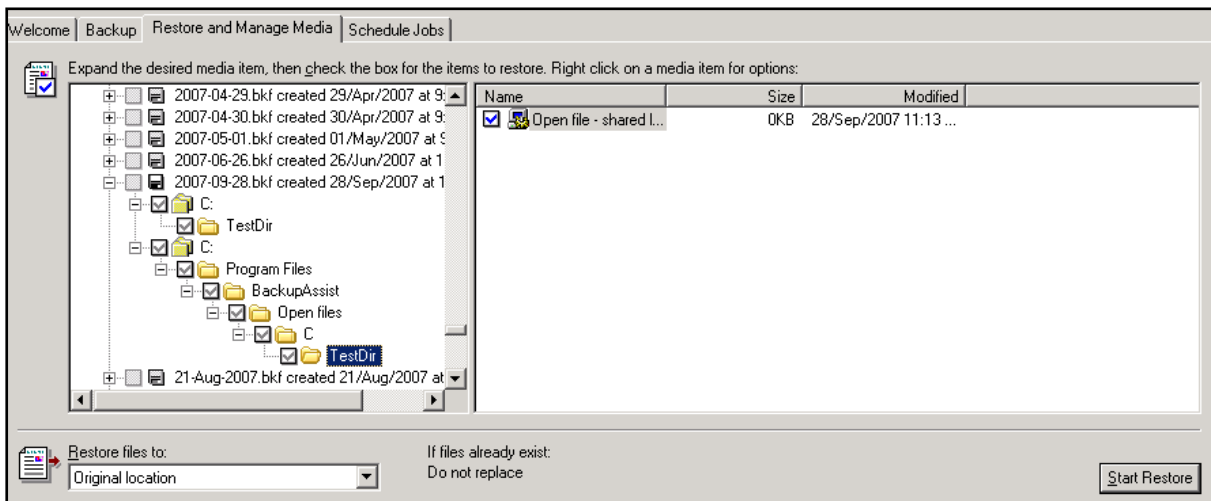 Welcome Backup Restore and Manage Media Schedule Jobs
Expand the desired media item, then check the box for the items to restore. Right click on a media item for options:
Name Size Modified
2007-04-29.bkf created 29/Apr/2007 at 9:
Open file - shared l... 0KB 28/Sep/2007 11:13 ...
2007-04-30.bkf created 30/Apr/2007 at 9:
2007-05-01.bkf created 01/May/2007 at
2007-06-26.bkf created 26/Jun/2007 at 1
2007-09-28.bkf created 28/Sep/2007 at 1
C:
TestDir
C:
Program Files
BackupAssist
Open files
C
TestDir
21-Aug-2007.bkf created 21/Aug/2007 at
Restore files to:
Original location
If files already exist:
Do not replace
Start Restore